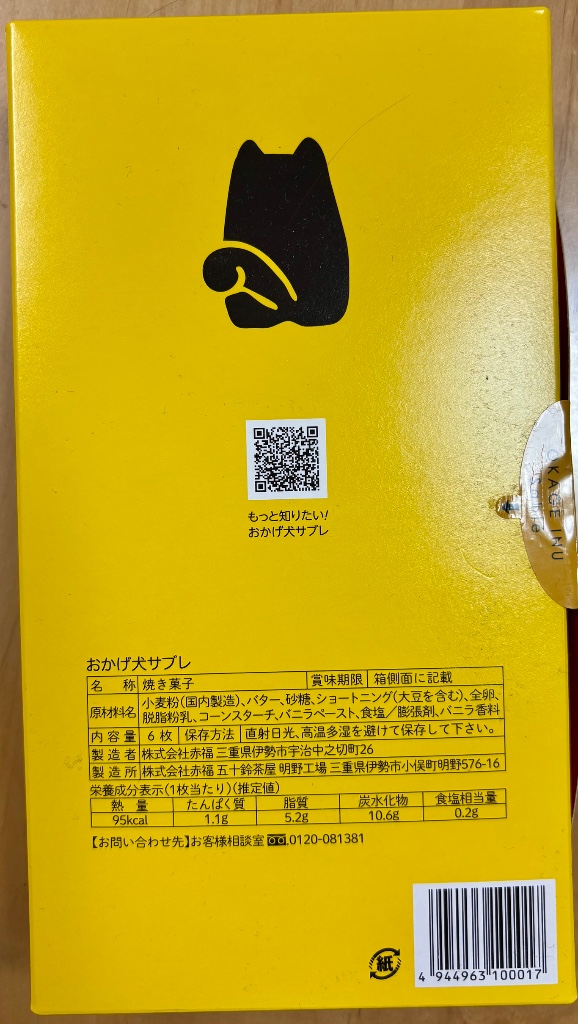 OKAGE INU
Sablée
もっと知りたい!
おかげ犬サブレ
おかげ犬サブレ
名 称 焼き菓子 賞味期限 箱側面に記載
原材料名 小麦粉(国内製造)、バター、砂糖、ショートニング(大豆を含む)、全卵、
脱脂粉乳、コーンスターチ、バニラペースト、食塩/膨張剤、バニラ香料
内容量 6枚 保存方法 直射日光、高温多湿を避けて保存して下さい。
製造者 株式会社赤福 三重県伊勢市宇治中之切町26
製造所 株式会社赤福 五十鈴茶屋 明野工場 三重県伊勢市小俣町明野576-16
栄養成分表示(1枚当たり)(推定値)
熱 量 たんぱく質 脂質 炭水化物 食塩相当量
95kcal 1.1g 5.2g 10.6g 0.2g
【お問い合わせ先】お客様相談室 0120-081381
紙
4 944963 100017